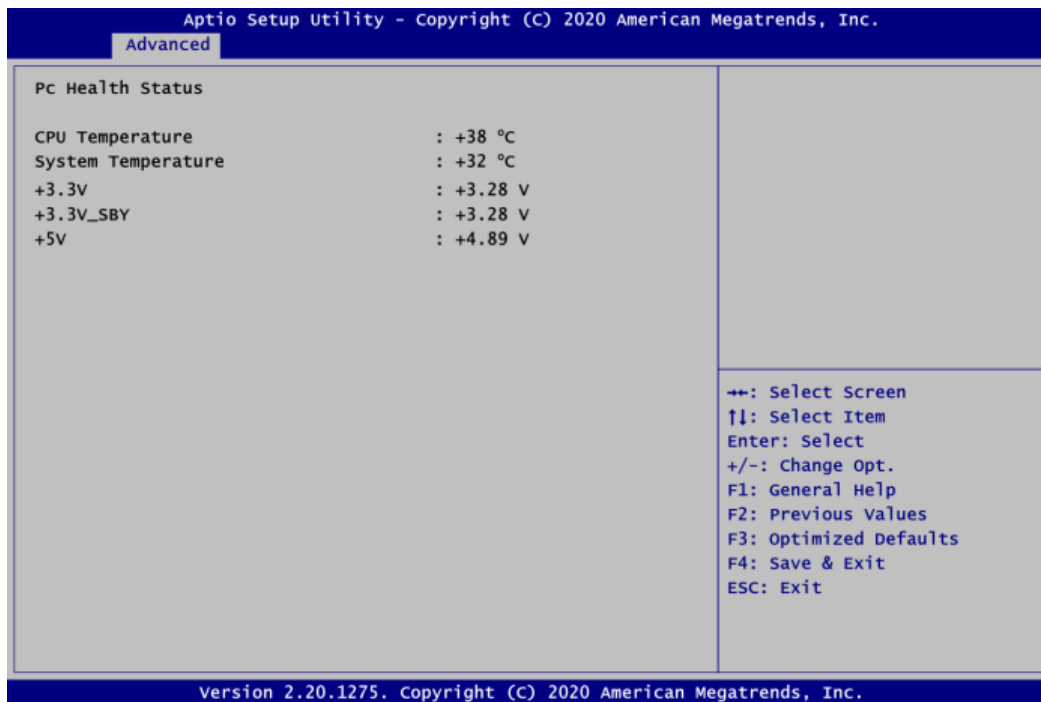 Aptio Setup Utility – Copyright (C) 2020 American Megatrends, Inc.
Advanced
Pc Health Status
CPU Temperature : +38 °C
System Temperature : +32 °C
+3.3V : +3.28 V
+3.3V_SBY : +3.28 V
+5V : +4.89 V
→←: Select Screen
↑↓: Select Item
Enter: Select
+/-: Change Opt.
F1: General Help
F2: Previous Values
F3: Optimized Defaults
F4: Save & Exit
ESC: Exit
Version 2.20.1275. Copyright (C) 2020 American Megatrends, Inc.